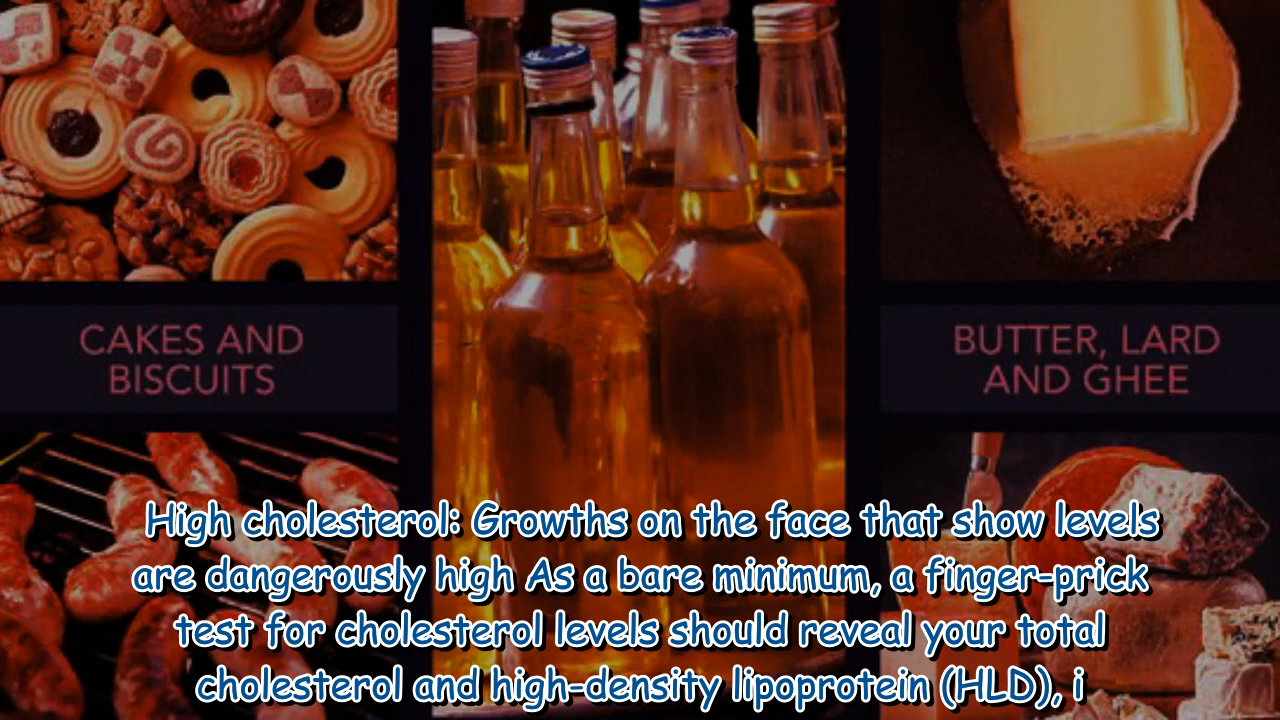 CAKES AND
BISCUITS
BUTTER, LARD
AND GHEE
High cholesterol: Growths on the face that show levels
are dangerously high As a bare minimum, a finger-prick
test for cholesterol levels should reveal your total
cholesterol and high-density lipoprotein (HLD), i